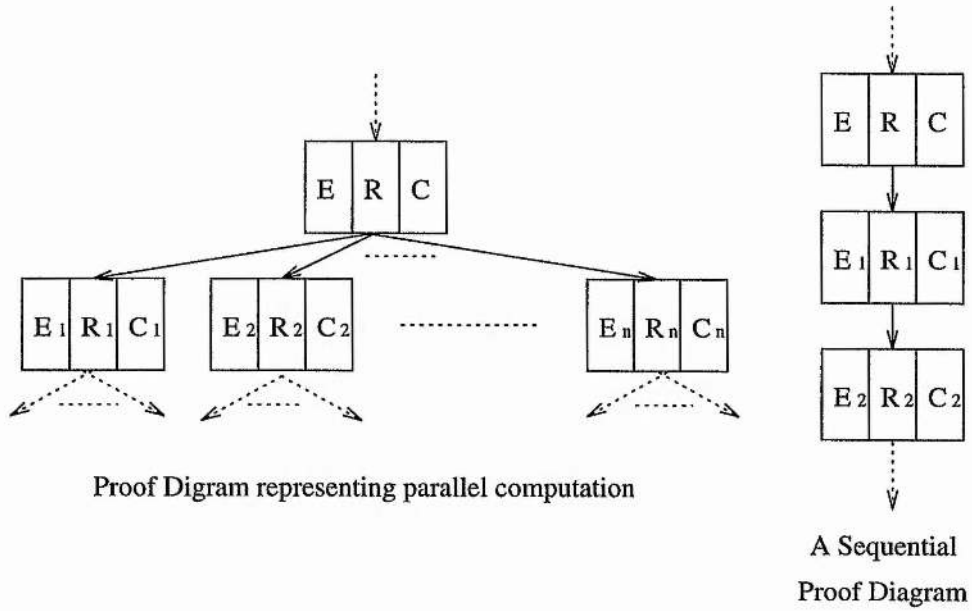 E R C
E1 R1 C1 E2 R2 C2 En Rn Cn
Proof Digram representing parallel computation
E R C
E1 R1 C1
E2 R2 C2
A Sequential
Proof Diagram